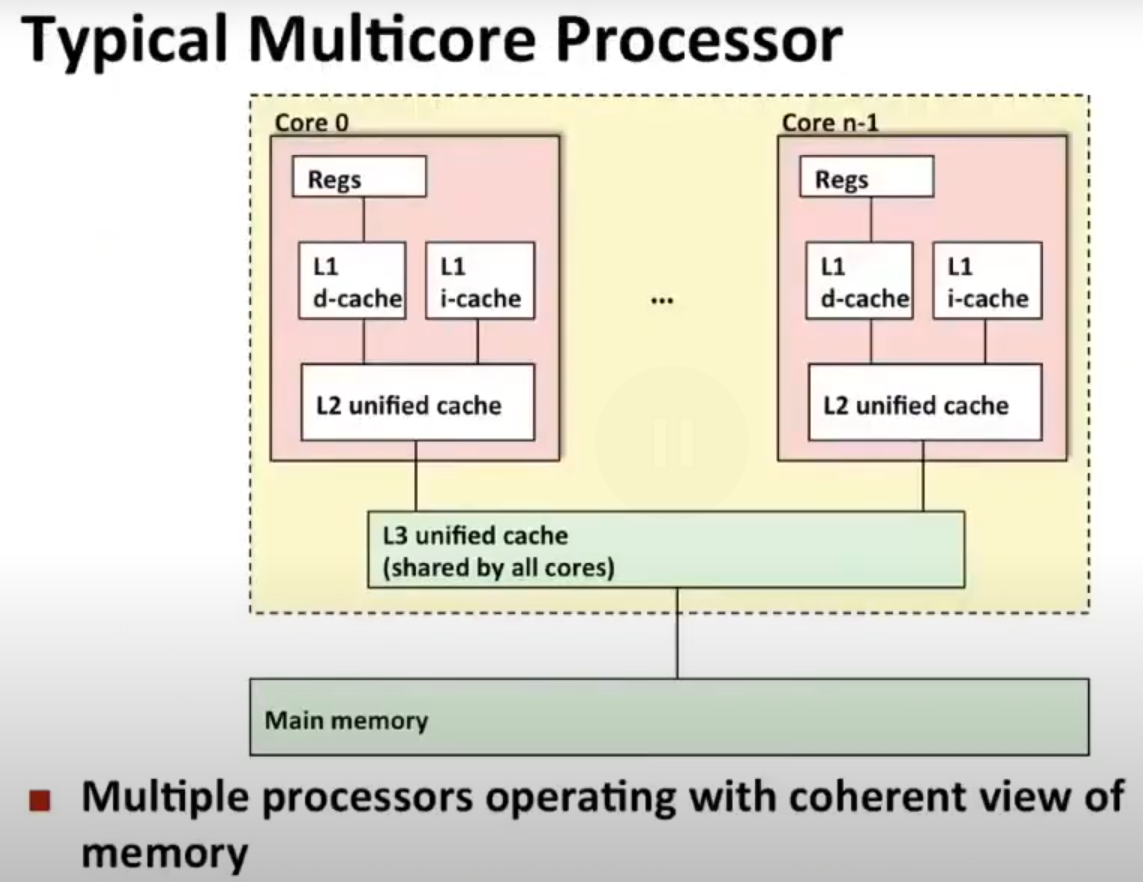 Typical Multicore Processor
Core 0
Core n-1
Regs
Regs
L1
d-cache
L1
i-cache
...
L1
d-cache
L1
i-cache
L2 unified cache
L2 unified cache
L3 unified cache
(shared by all cores)
Main memory
Multiple processors operating with coherent view of
memory